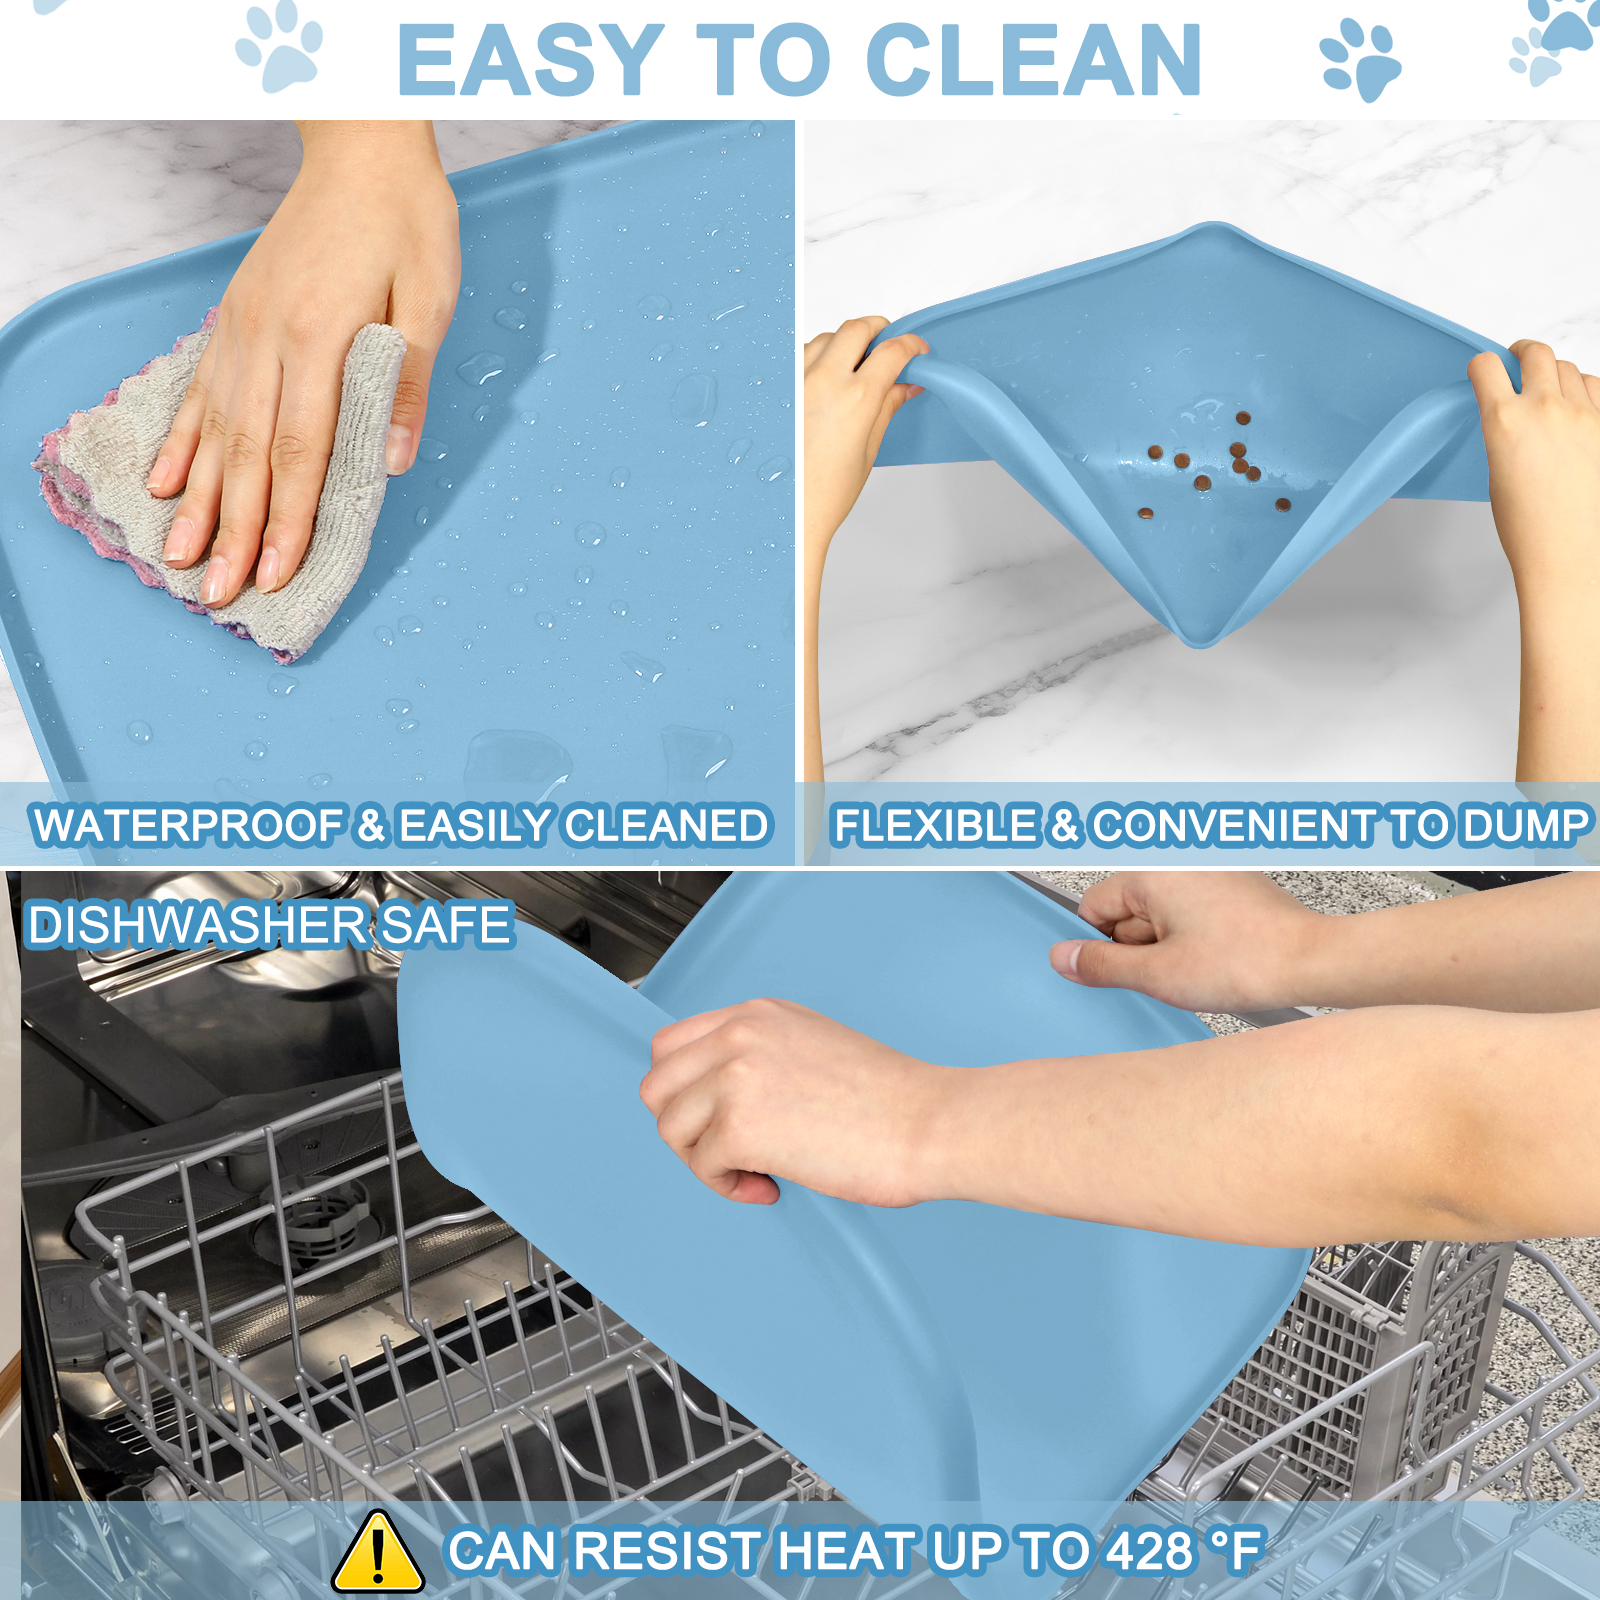 EASY TO CLEAN
WATERPROOF & EASILY CLEANED
FLEXIBLE & CONVENIENT TO DUMP
DISHWASHER SAFE
CAN RESIST HEAT UP TO 428 °F